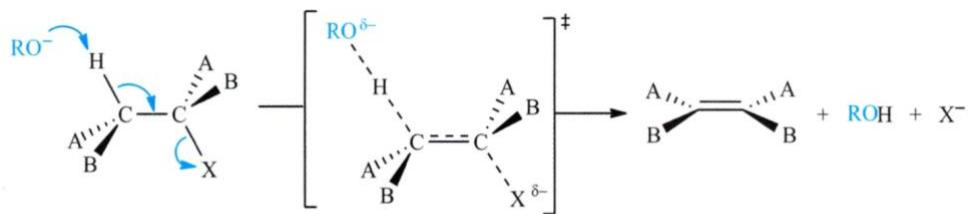 RO⁻ H A B C C A B X
RO δ− H A B C C A B X δ− ‡
A B A B + ROH + X⁻